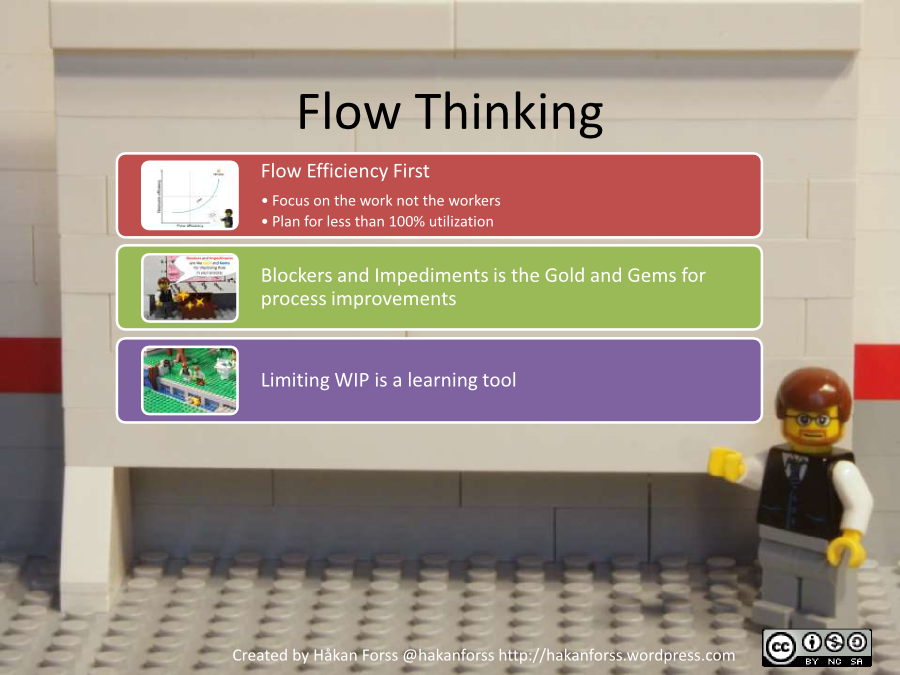 Flow Thinking
Flow Efficiency First
• Focus on the work not the workers
• Plan for less than 100% utilization
Blockers and Impediments is the Gold and Gems for
process improvements
Limiting WIP is a learning tool
Created by Håkan Forss @hakanforss http://hakanforss.wordpress.com
cc
BY NC SA